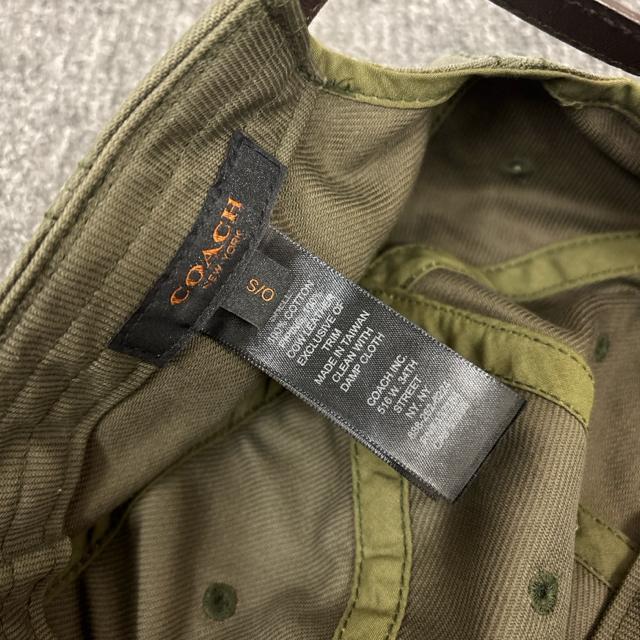 COACH
NEW YORK
S/O
COTTON
COWLEATHER
EXCLUSIVE OF
TRIM
MADE IN TAIWAN
CLEAN WITH
DAMP CLOTH
COACH INC.
516 W. 34TH
STREET
NY. NY